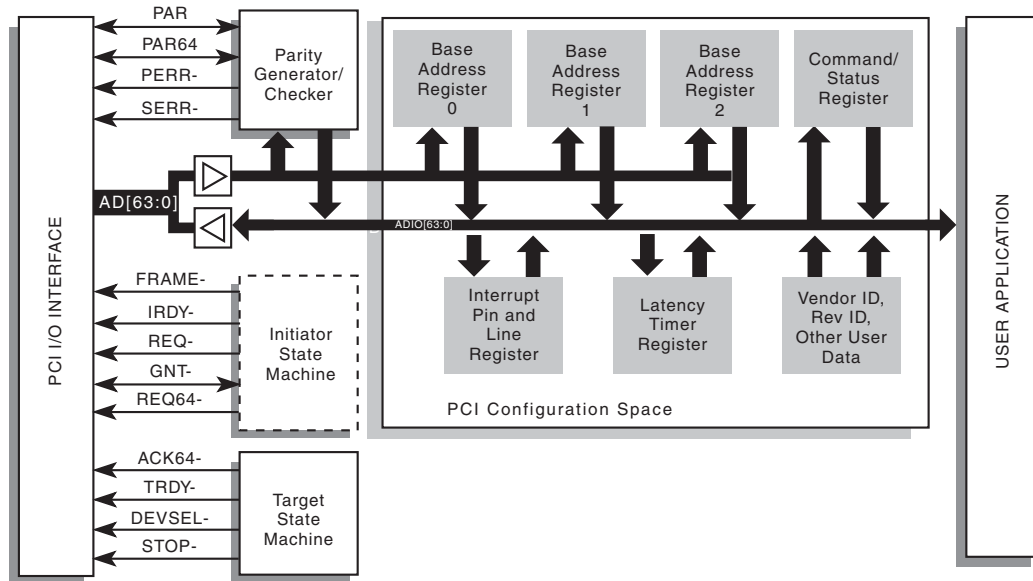 PCI I/O INTERFACE
PAR
PAR64
PERR-
SERR-
Parity
Generator/
Checker
AD[63:0]
FRAME-
IRDY-
REQ-
GNT-
REQ64-
Initiator
State
Machine
ACK64-
TRDY-
DEVSEL-
STOP-
Target
State
Machine
Base
Address
Register
0
Base
Address
Register
1
Base
Address
Register
2
Command/
Status
Register
ADIO[63:0]
Interrupt
Pin and
Line
Register
Latency
Timer
Register
Vendor ID,
Rev ID,
Other User
Data
PCI Configuration Space
USER APPLICATION